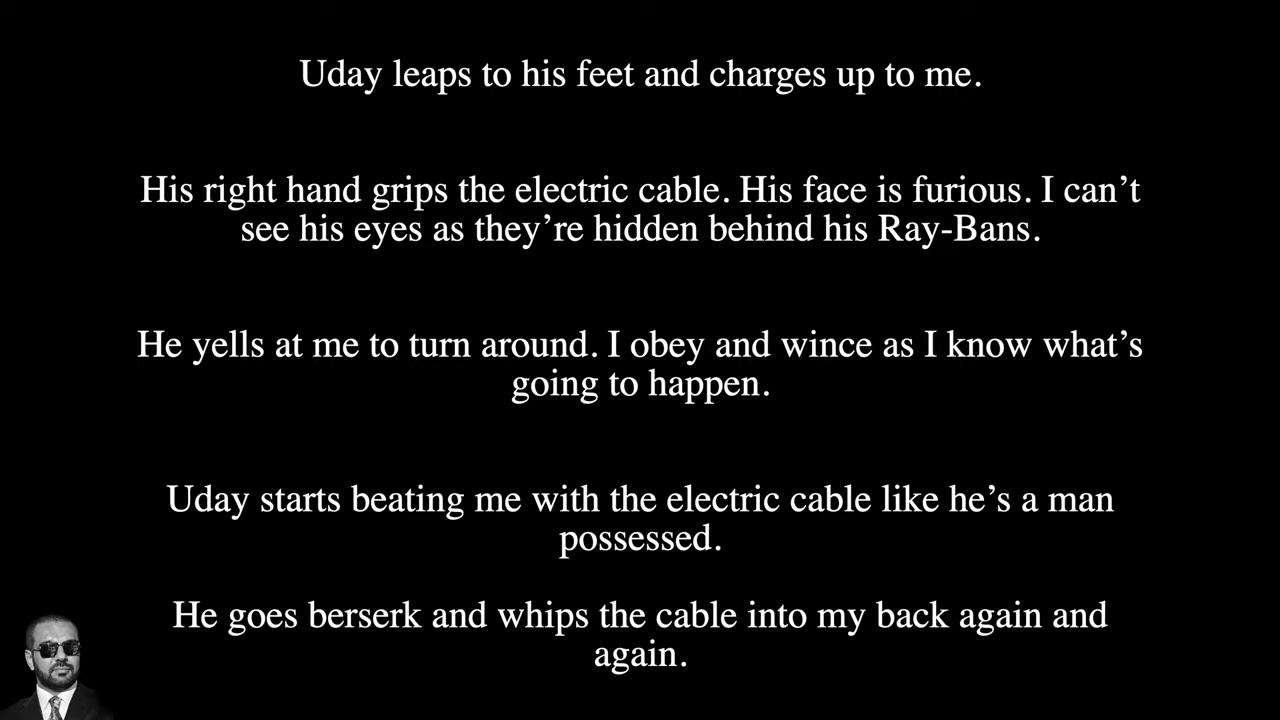 Uday leaps to his feet and charges up to me.
His right hand grips the electric cable. His face is furious. I can’t
see his eyes as they’re hidden behind his Ray-Bans.
He yells at me to turn around. I obey and wince as I know what’s
going to happen.
Uday starts beating me with the electric cable like he’s a man
possessed.
He goes berserk and whips the cable into my back again and
again.